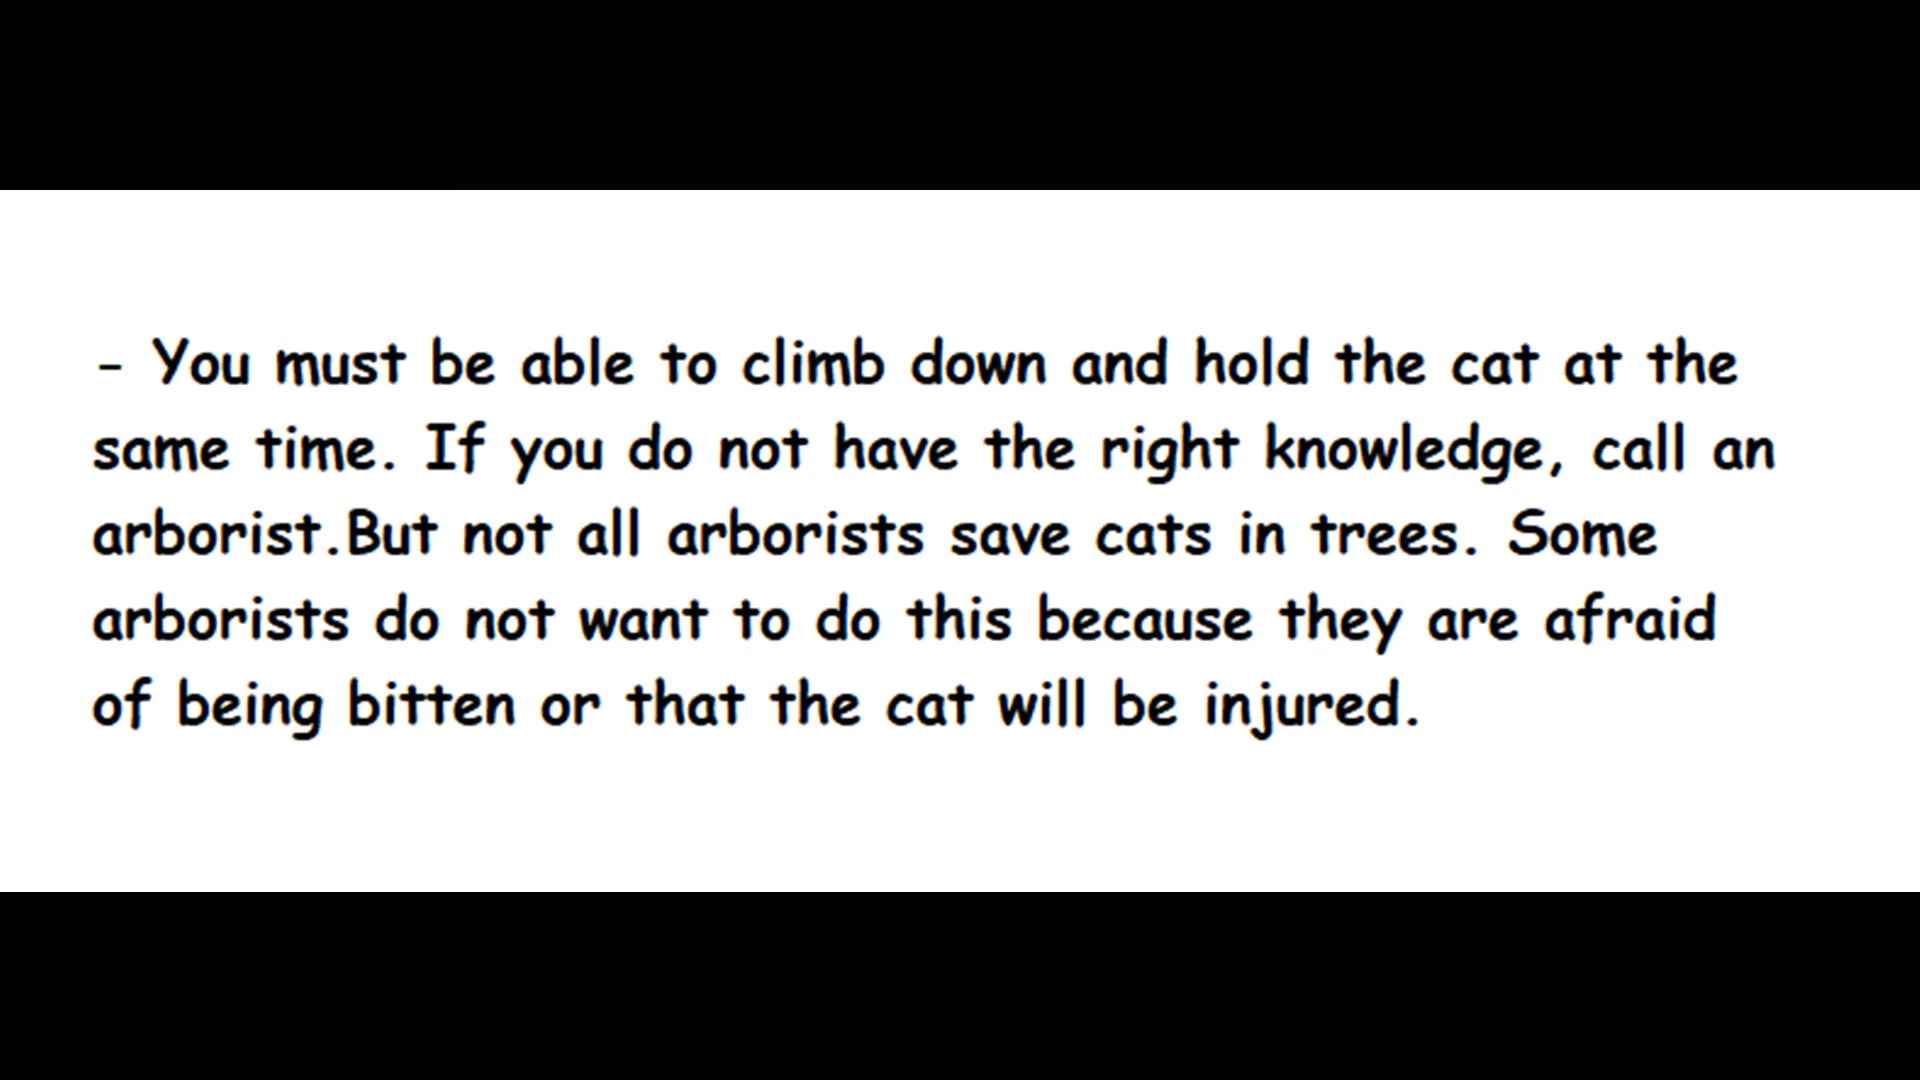 - You must be able to climb down and hold the cat at the
same time. If you do not have the right knowledge, call an
arborist.But not all arborists save cats in trees. Some
arborists do not want to do this because they are afraid
of being bitten or that the cat will be injured.